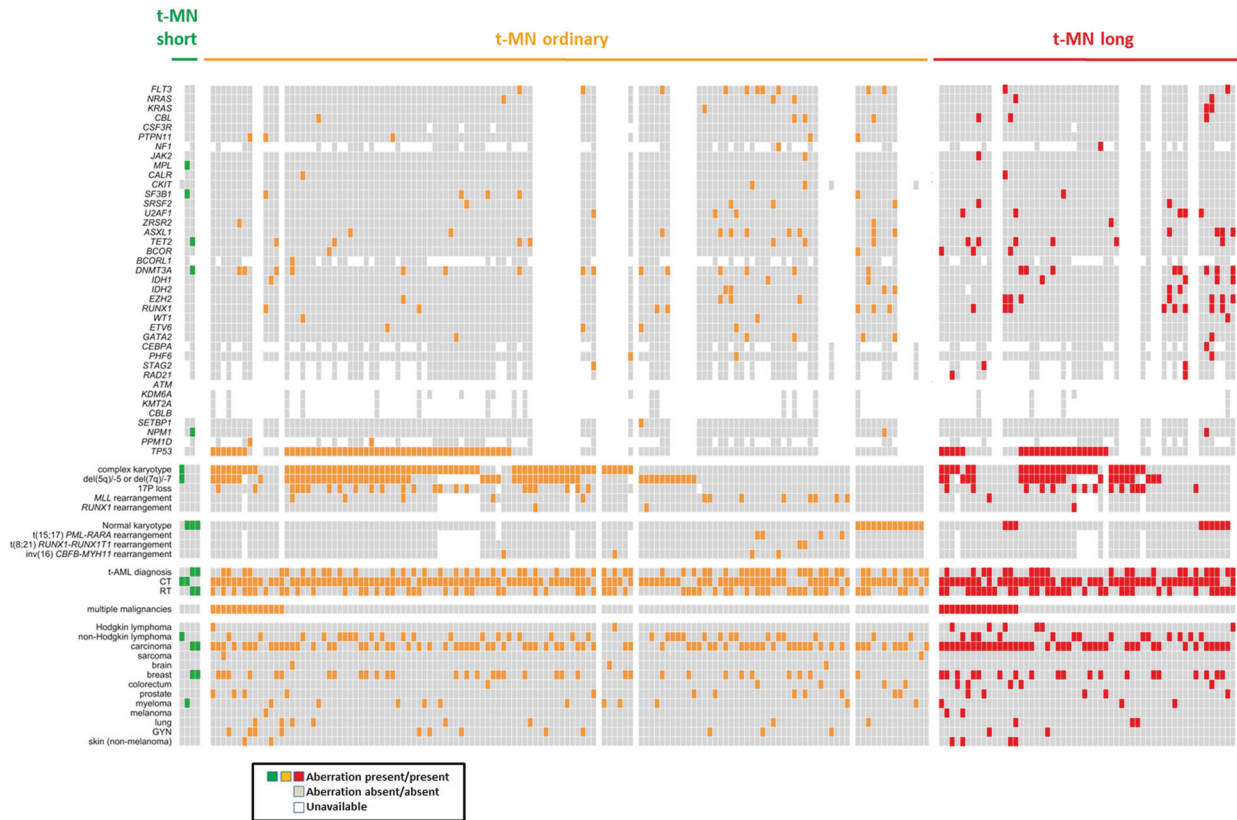 t-MN short
t-MN ordinary
t-MN long
FLT3
NRAS
KRAS
CBL
CSF3R
PTPN11
NF1
JAK2
MPL
CALR
CKIT
SF3B1
SRSF2
U2AF1
ZRSR2
ASXL1
TET2
BCOR
BCORL1
DNMT3A
IDH1
IDH2
EZH2
RUNX1
WT1
ETV6
GATA2
CEBPA
PHF6
STAG2
RAD21
ATM
KDM6A
KMT2A
CBLB
SETBP1
NPM1
PPM1D
TP53
complex karyotype
del(5q)/-5 or del(7q)/-7
17P loss
MLL rearrangement
RUNX1 rearrangement
Normal karyotype
t(15;17) PML-RARA rearrangement
t(8;21) RUNX1-RUNX1T1 rearrangement
inv(16) CBFB-MYH11 rearrangement
t-AML diagnosis
CT
RT
multiple malignancies
Hodgkin lymphoma
non-Hodgkin lymphoma
carcinoma
sarcoma
brain
breast
colorectum
prostate
myeloma
melanoma
lung
GYN
skin (non-melanoma)
Aberration present/present
Aberration absent/absent
Unavailable